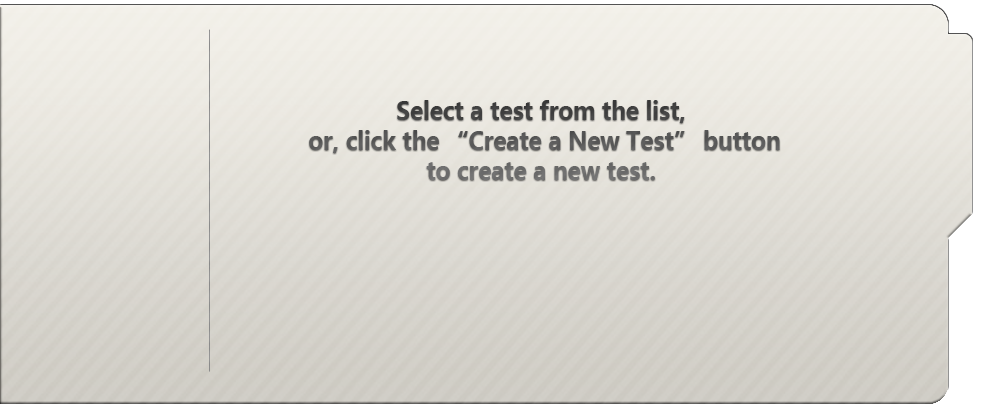 Select a test from the list,
or, click the “Create a New Test” button
to create a new test.